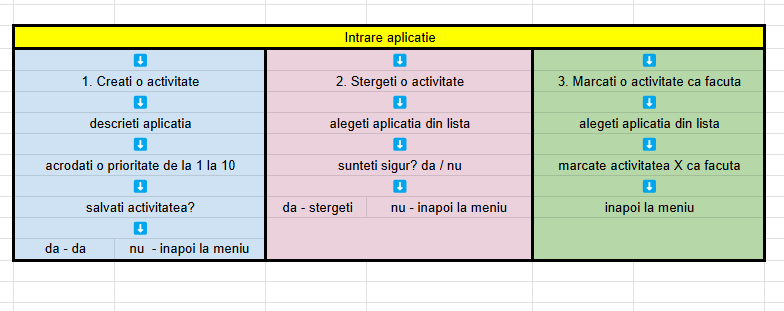 Intrare aplicatie
1. Creati o activitate
descrieti aplicatia
acrodati o prioritate de la 1 la 10
salvati activitatea?
da - da
nu - inapoi la meniu
2. Stergeti o activitate
alegeti aplicatia din lista
sunteti sigur? da / nu
da - stergeti
nu - inapoi la meniu
3. Marcati o activitate ca facuta
alegeti aplicatia din lista
marcate activitatea X ca facuta
inapoi la meniu